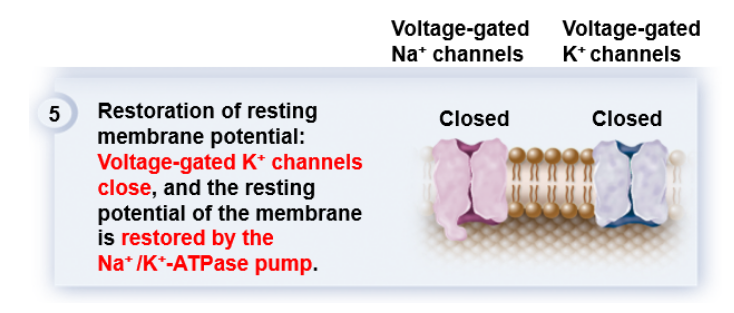 Voltage-gated Na⁺ channels
Voltage-gated K⁺ channels
5
Restoration of resting
membrane potential:
Voltage-gated K⁺ channels
close, and the resting
potential of the membrane
is restored by the
Na⁺ /K⁺-ATPase pump.
Closed
Closed